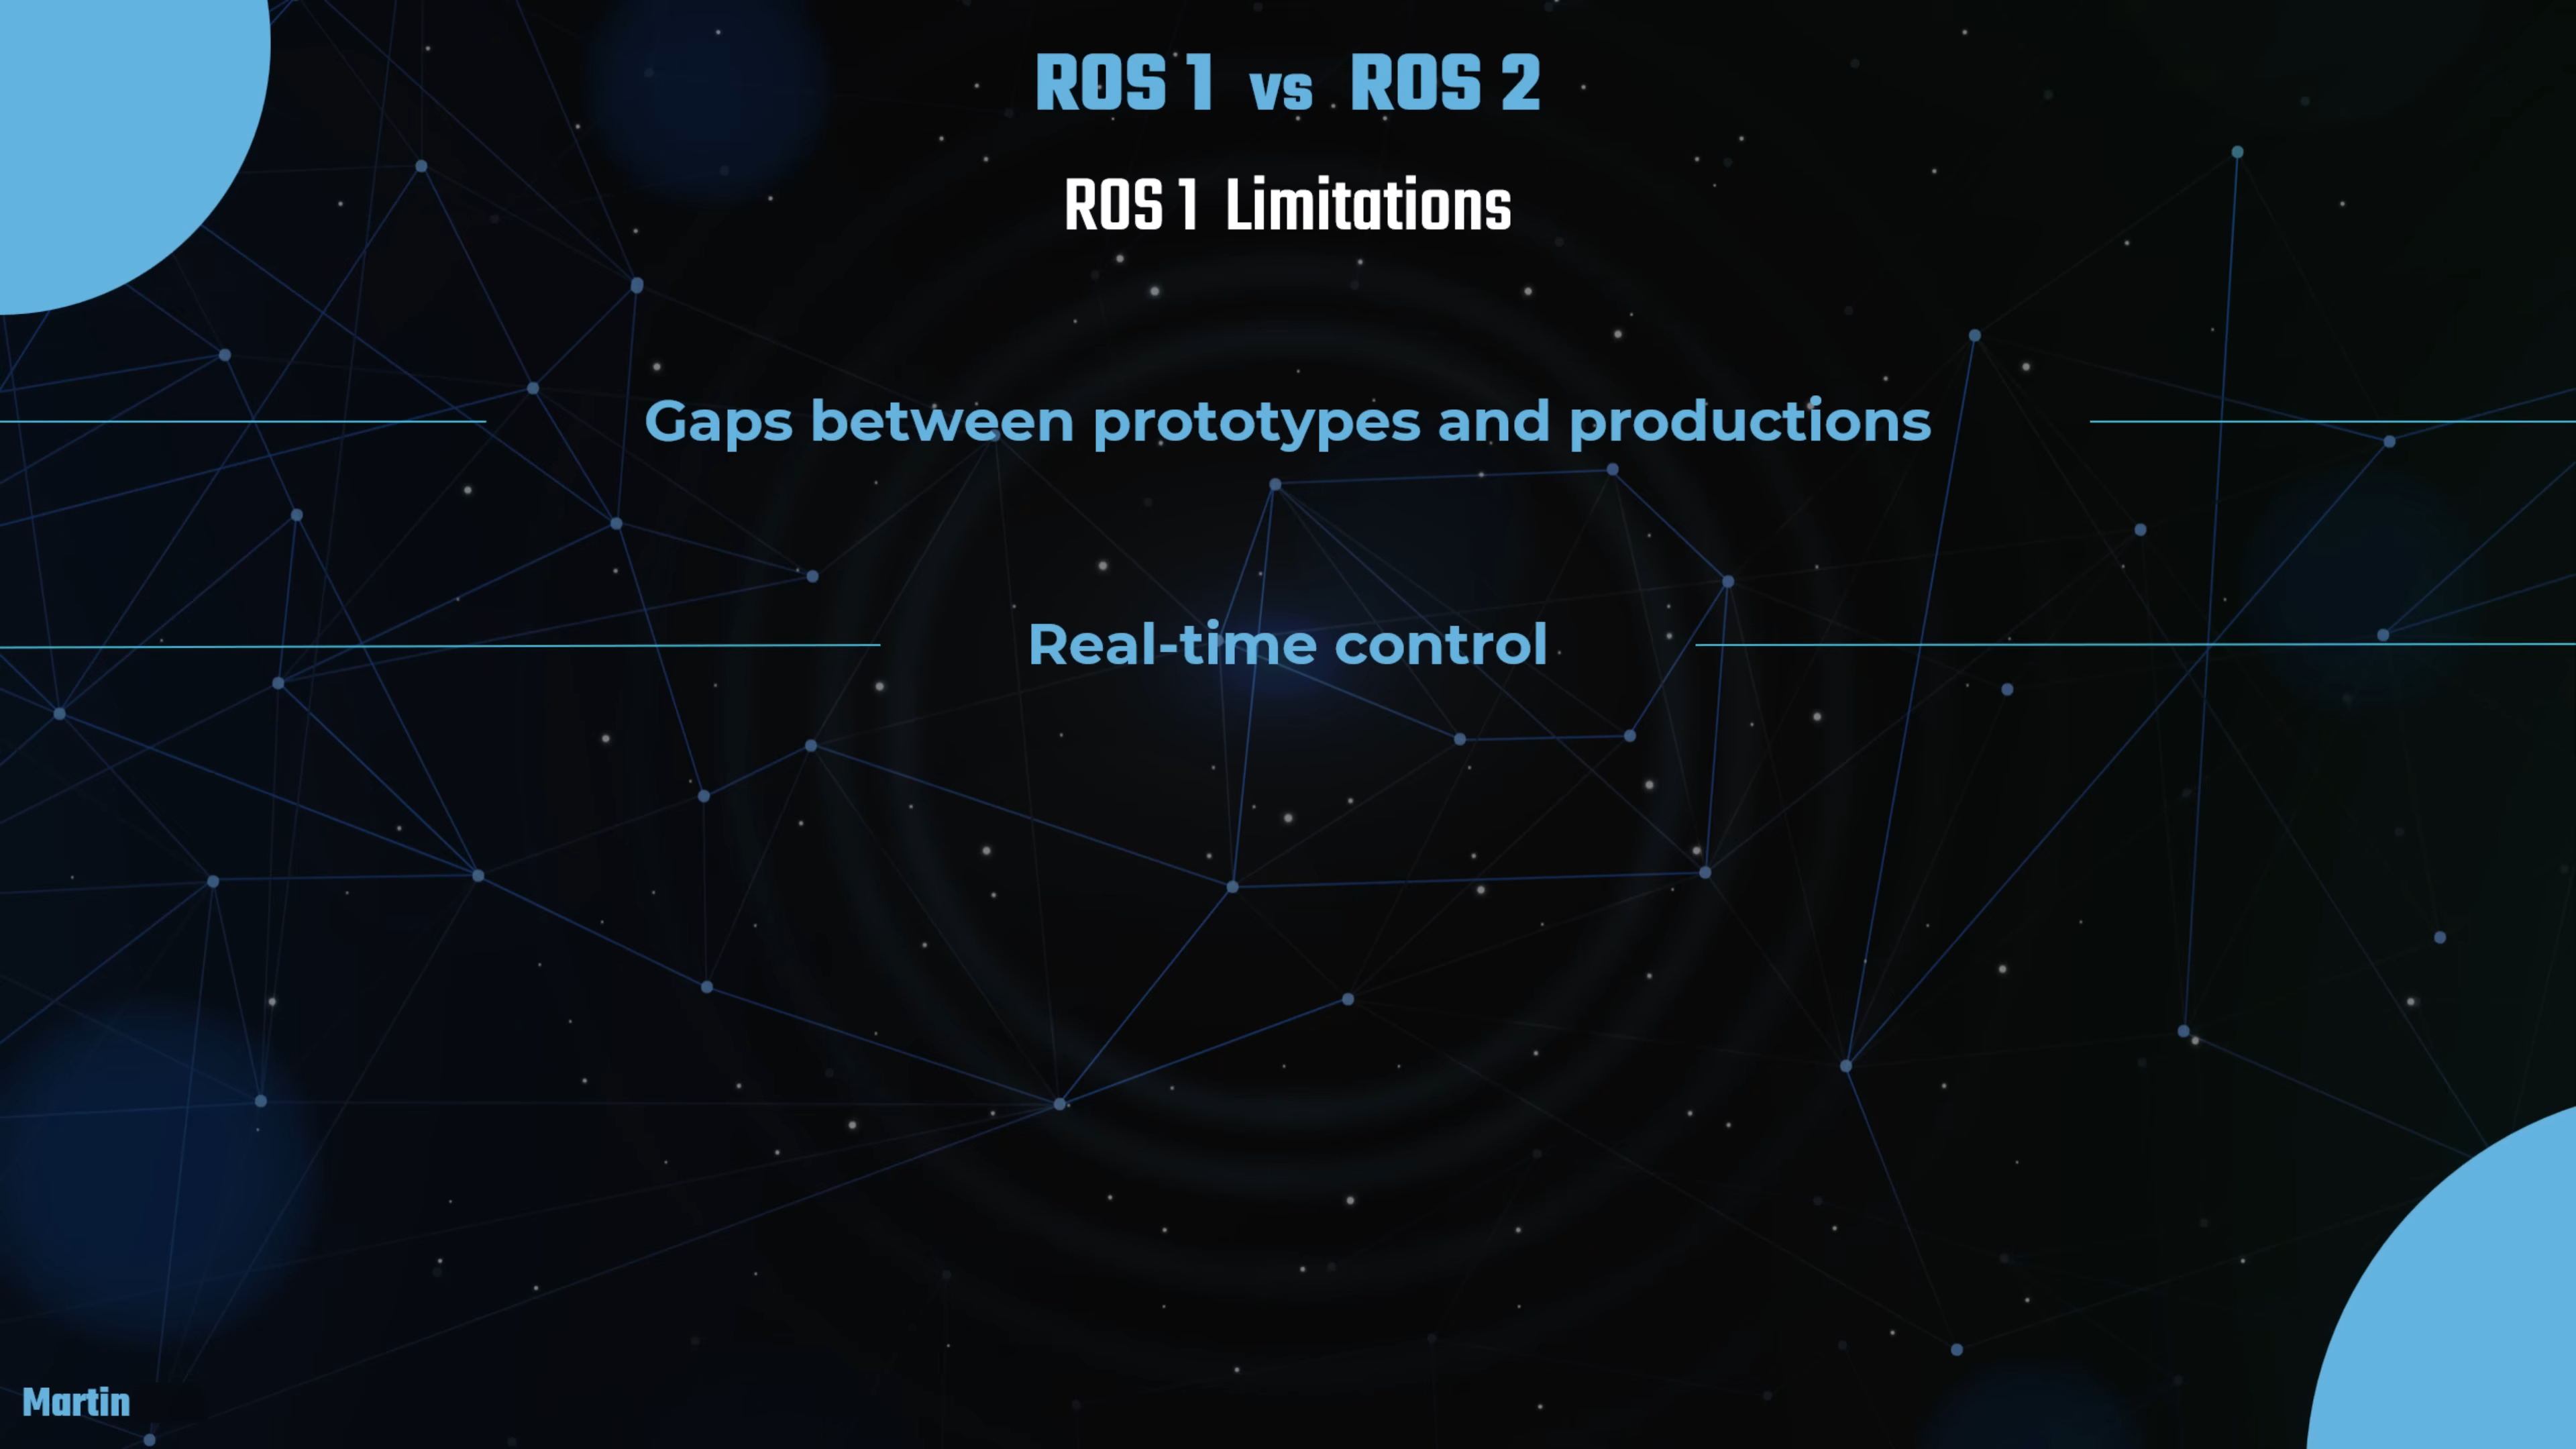 ROS 1 vs ROS 2
ROS 1 Limitations
Gaps between prototypes and productions
Real-time control
Martin